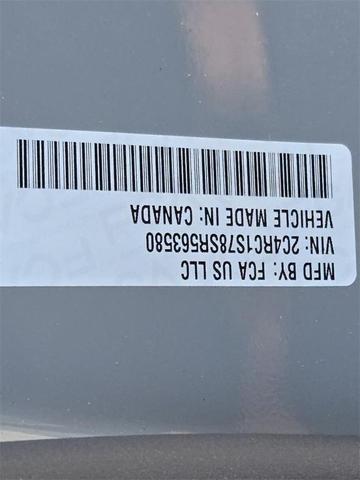 MFD BY: FCA US LLC
VIN: 2C4RC1S78SR563580
VEHICLE MADE IN: CANADA